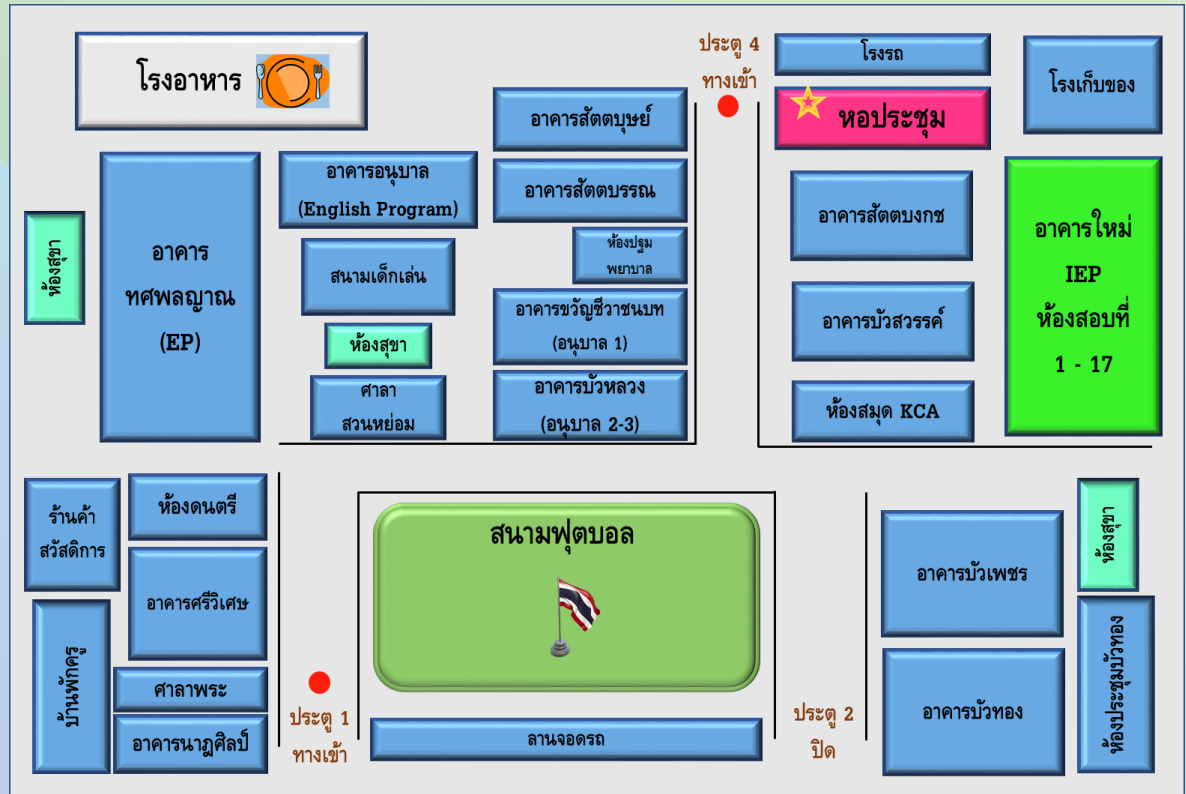 โรงอาหาร
ประตู 4
ทางเข้า
โรงรถ
หอประชุม
โรงเก็บของ
อาคารสัตตบุษย์
อาคารอนุบาล
(English Program)
อาคารสัตตบรรณ
อาคารสัตตบงกช
ห้องสุขา
อาคาร
ทศพลญาณ
(EP)
สนามเด็กเล่น
ห้องปฐม
พยาบาล
อาคารใหม่
IEP
ห้องสอบที่
1 - 17
ห้องสุขา
อาคารขวัญชีวาชนบท
(อนุบาล 1)
อาคารบัวสวรรค์
ศาลา
สวนหย่อม
อาคารบัวหลวง
(อนุบาล 2-3)
ห้องสมุด KCA
ร้านค้า
สวัสดิการ
ห้องดนตรี
สนามฟุตบอล
อาคารบัวเพชร
ห้องสุขา
อาคารศรีวิเศษ
บ้านพักครู
ศาลาพระ
อาคารนาฎศิลป์
ประตู 1
ทางเข้า
ลานจอดรถ
ประตู 2
ปิด
อาคารบัวทอง
ห้องประชุมบัวทอง